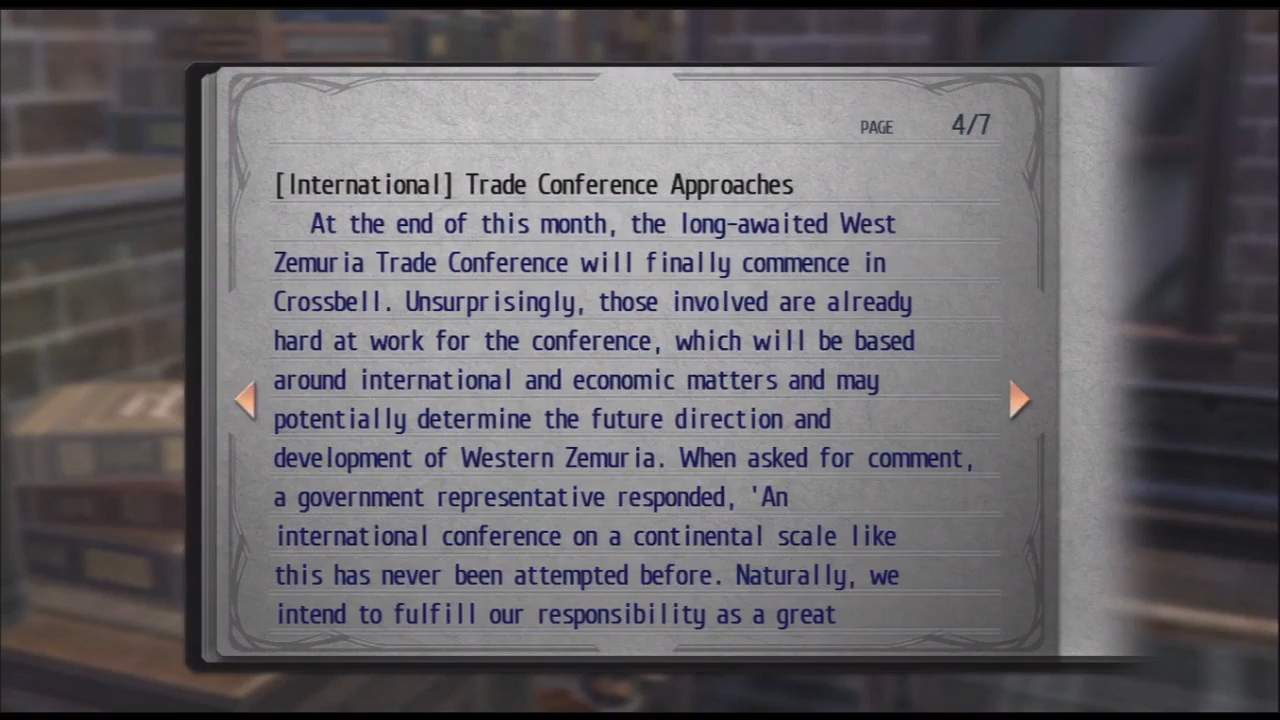 PAGE 4/7
[International] Trade Conference Approaches
At the end of this month, the long-awaited West
Zemuria Trade Conference will finally commence in
Crossbell. Unsurprisingly, those involved are already
hard at work for the conference, which will be based
around international and economic matters and may
potentially determine the future direction and
development of Western Zemuria. When asked for comment,
a government representative responded, 'An
international conference on a continental scale like
this has never been attempted before. Naturally, we
intend to fulfill our responsibility as a great